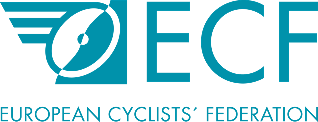 ECF
EUROPEAN CYCLISTS´ FEDERATION